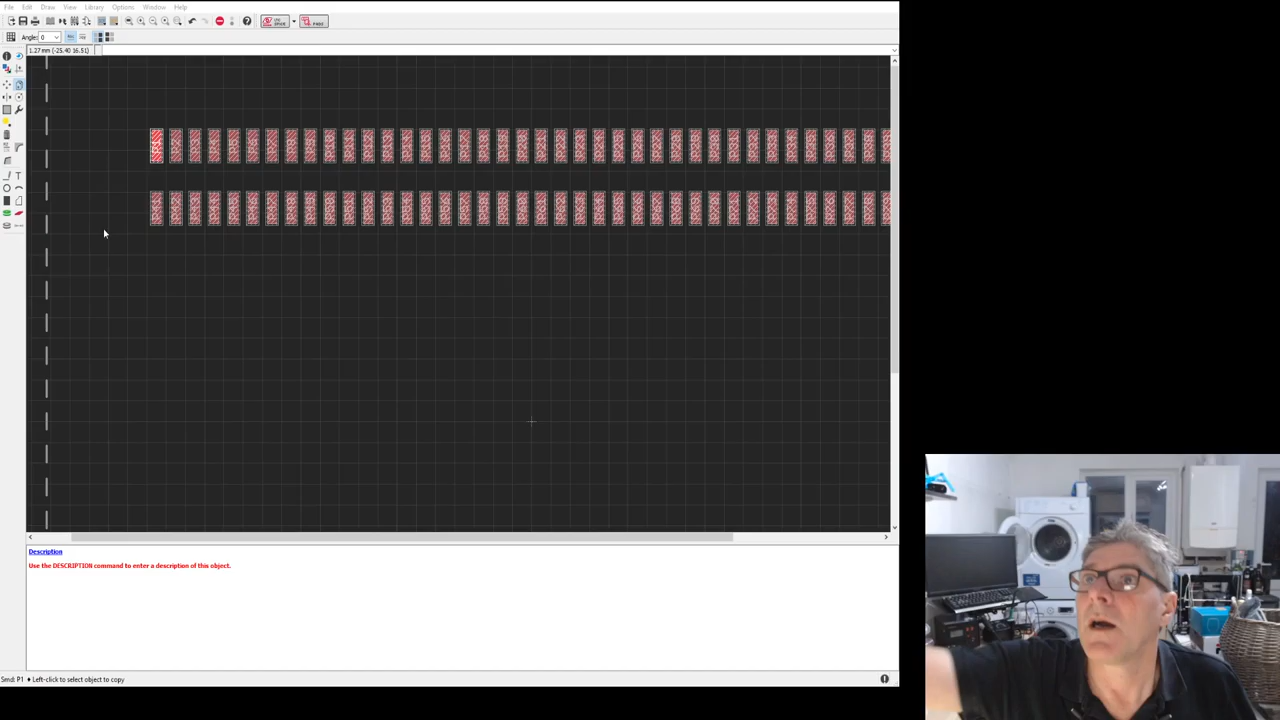 File Edit Draw View Library Options Window Help
Angle: 0
1.27 mm (-25.40 16.51)
Description
Use the DESCRIPTION command to enter a description of this object.
Smd: P1 ♦ Left-click to select object to copy